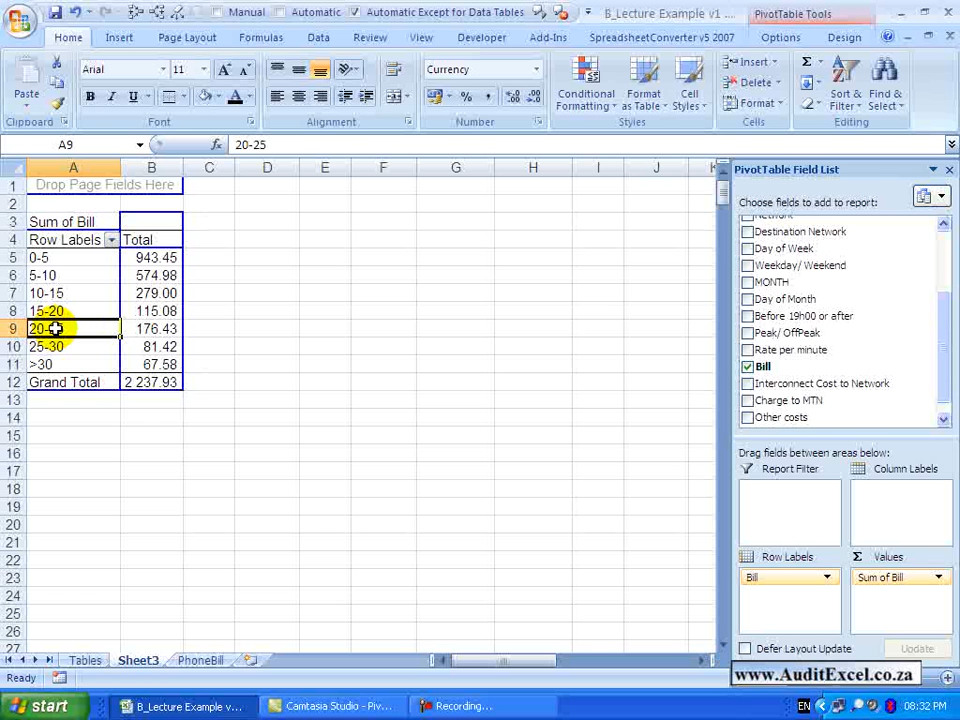 Manual Automatic Automatic Except for Data Tables B_Lecture Example v1 ... PivotTable Tools
Home Insert Page Layout Formulas Data Review View Developer Add-Ins SpreadsheetConverter v5 2007 Options Design
Paste
Clipboard
Arial 11
B I U A
Font
Alignment
Currency
% ,
Number
Conditional Formatting
Format as Table
Cell Styles
Styles
Insert
Delete
Format
Cells
Σ
Sort & Filter
Find & Select
Editing
A9 fx 20-25
A B C D E F G H I J K
1 Drop Page Fields Here
2
3 Sum of Bill
4 Row Labels Total
5 0-5 943.45
6 5-10 574.98
7 10-15 279.00
8 15-20 115.08
9 20- 176.43
10 25-30 81.42
11 >30 67.58
12 Grand Total 2 237.93
13
14
15
16
17
18
19
20
21
22
23
24
25
26
27
PivotTable Field List
Choose fields to add to report:
Network
Destination Network
Day of Week
Weekday/ Weekend
MONTH
Day of Month
Before 19h00 or after
Peak/ OffPeak
Rate per minute
Bill
Interconnect Cost to Network
Charge to MTN
Other costs
Drag fields between areas below:
Report Filter Column Labels
Row Labels Σ Values
Bill Sum of Bill
Defer Layout Update Update
Tables Sheet3 PhoneBill
Ready
www.AuditExcel.co.za
start B_Lecture Example v... Camtasia Studio - Piv... Recording... EN 08:32 PM